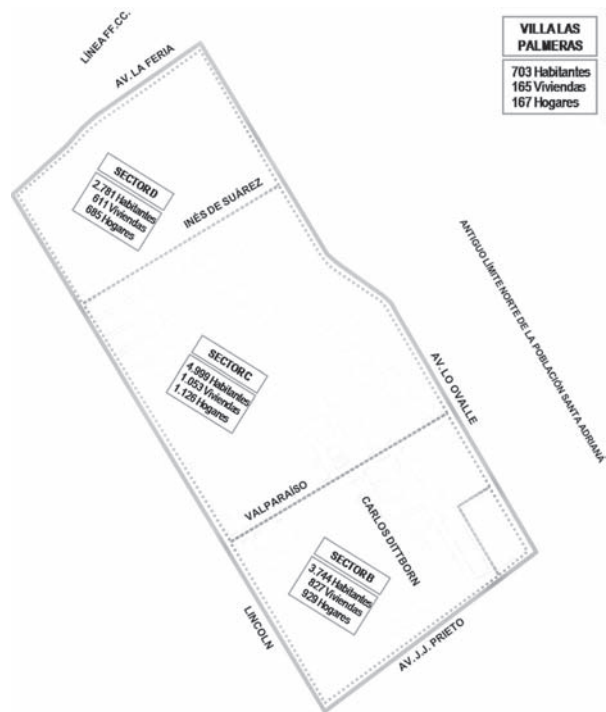 LÍNEA FF.CC.
AV. LA FERIA
VILLA LAS
PALMERAS
703 Habitantes
165 Viviendas
167 Hogares
SECTOR D
2.781 Habitantes
611 Viviendas
685 Hogares
INÉS DE SUÁREZ
ANTIGUO LÍMITE NORTE DE LA POBLACIÓN SANTA ADRIANA
SECTOR C
4.999 Habitantes
1.053 Viviendas
1.126 Hogares
AV. LO OVALLE
VALPARAÍSO
CARLOS DITTBORN
SECTOR B
3.744 Habitantes
827 Viviendas
929 Hogares
LINCOLN
AV. J.J. PRIETO